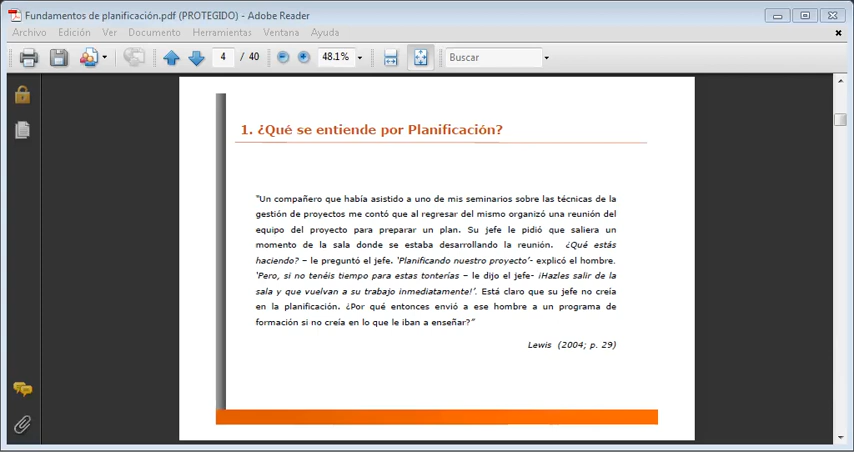 Fundamentos de planificación.pdf (PROTEGIDO) - Adobe Reader
Archivo Edición Ver Documento Herramientas Ventana Ayuda
4 / 40 48.1% Buscar
1. ¿Qué se entiende por Planificación?
“Un compañero que había asistido a uno de mis seminarios sobre las técnicas de la
gestión de proyectos me contó que al regresar del mismo organizó una reunión del
equipo del proyecto para preparar un plan. Su jefe le pidió que saliera un
momento de la sala donde se estaba desarrollando la reunión. ¿Qué estás
haciendo? – le preguntó el jefe. ‘Planificando nuestro proyecto’- explicó el hombre.
‘Pero, si no tenéis tiempo para estas tonterías – le dijo el jefe- ¡Hazles salir de la
sala y que vuelvan a su trabajo inmediatamente!’. Está claro que su jefe no creía
en la planificación. ¿Por qué entonces envió a ese hombre a un programa de
formación si no creía en lo que le iban a enseñar?”
Lewis (2004; p. 29)